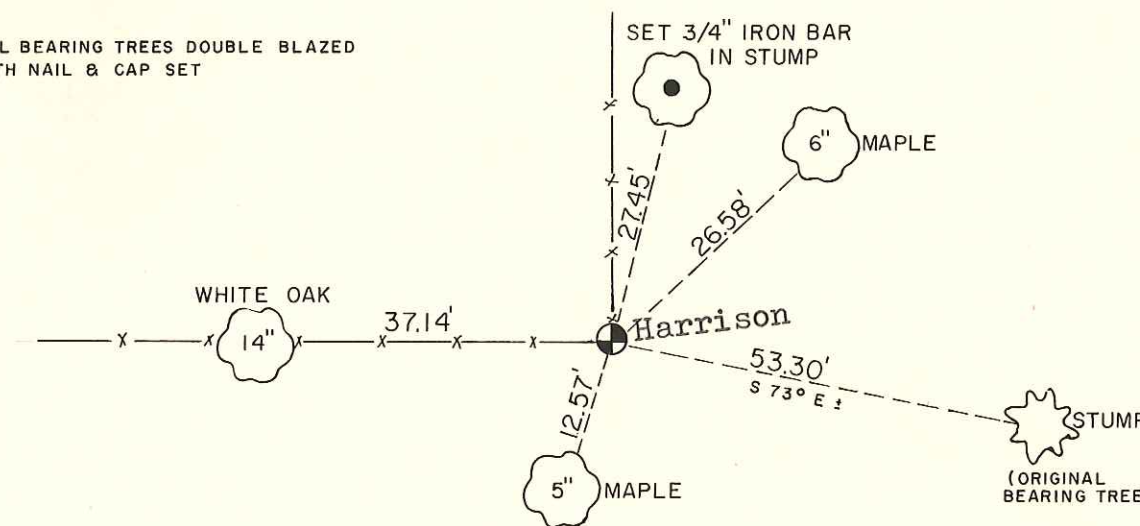 L BEARING TREES DOUBLE BLAZED
TH NAIL & CAP SET
SET 3/4" IRON BAR
IN STUMP
6" MAPLE
27.45'
26.58'
WHITE OAK
14"
37.14'
Harrison
53.30'
S 73° E ±
12.57'
STUMP
5" MAPLE
(ORIGINAL
BEARING TREE